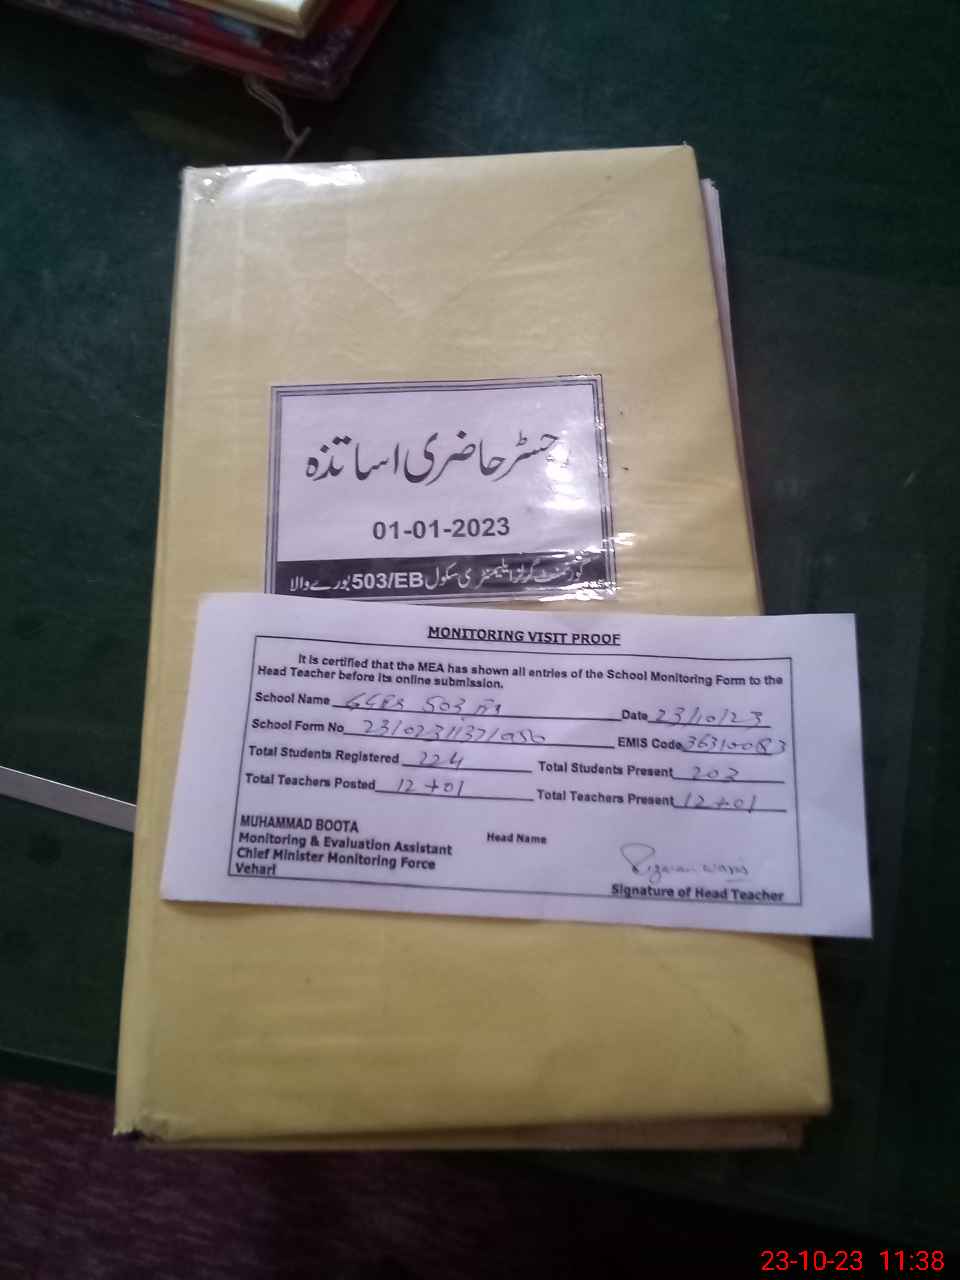 رجسٹر حاضری اساتذہ
01-01-2023
گورنمنٹ گرلز ایلیمنٹری سکول 503/EB بورے والا
MONITORING VISIT PROOF
It is certified that the MEA has shown all entries of the School Monitoring Form to the
Head Teacher before its online submission.
School Name GGES 503 Date 23/10/23
School Form No EMIS Code 36310083
Total Students Registered 224 Total Students Present 203
Total Teachers Posted 12+01 Total Teachers Present 12+01
MUHAMMAD BOOTA
Monitoring & Evaluation Assistant Head Name
Chief Minister Monitoring Force
Vehari
Signature of Head Teacher
23-10-23 11:38